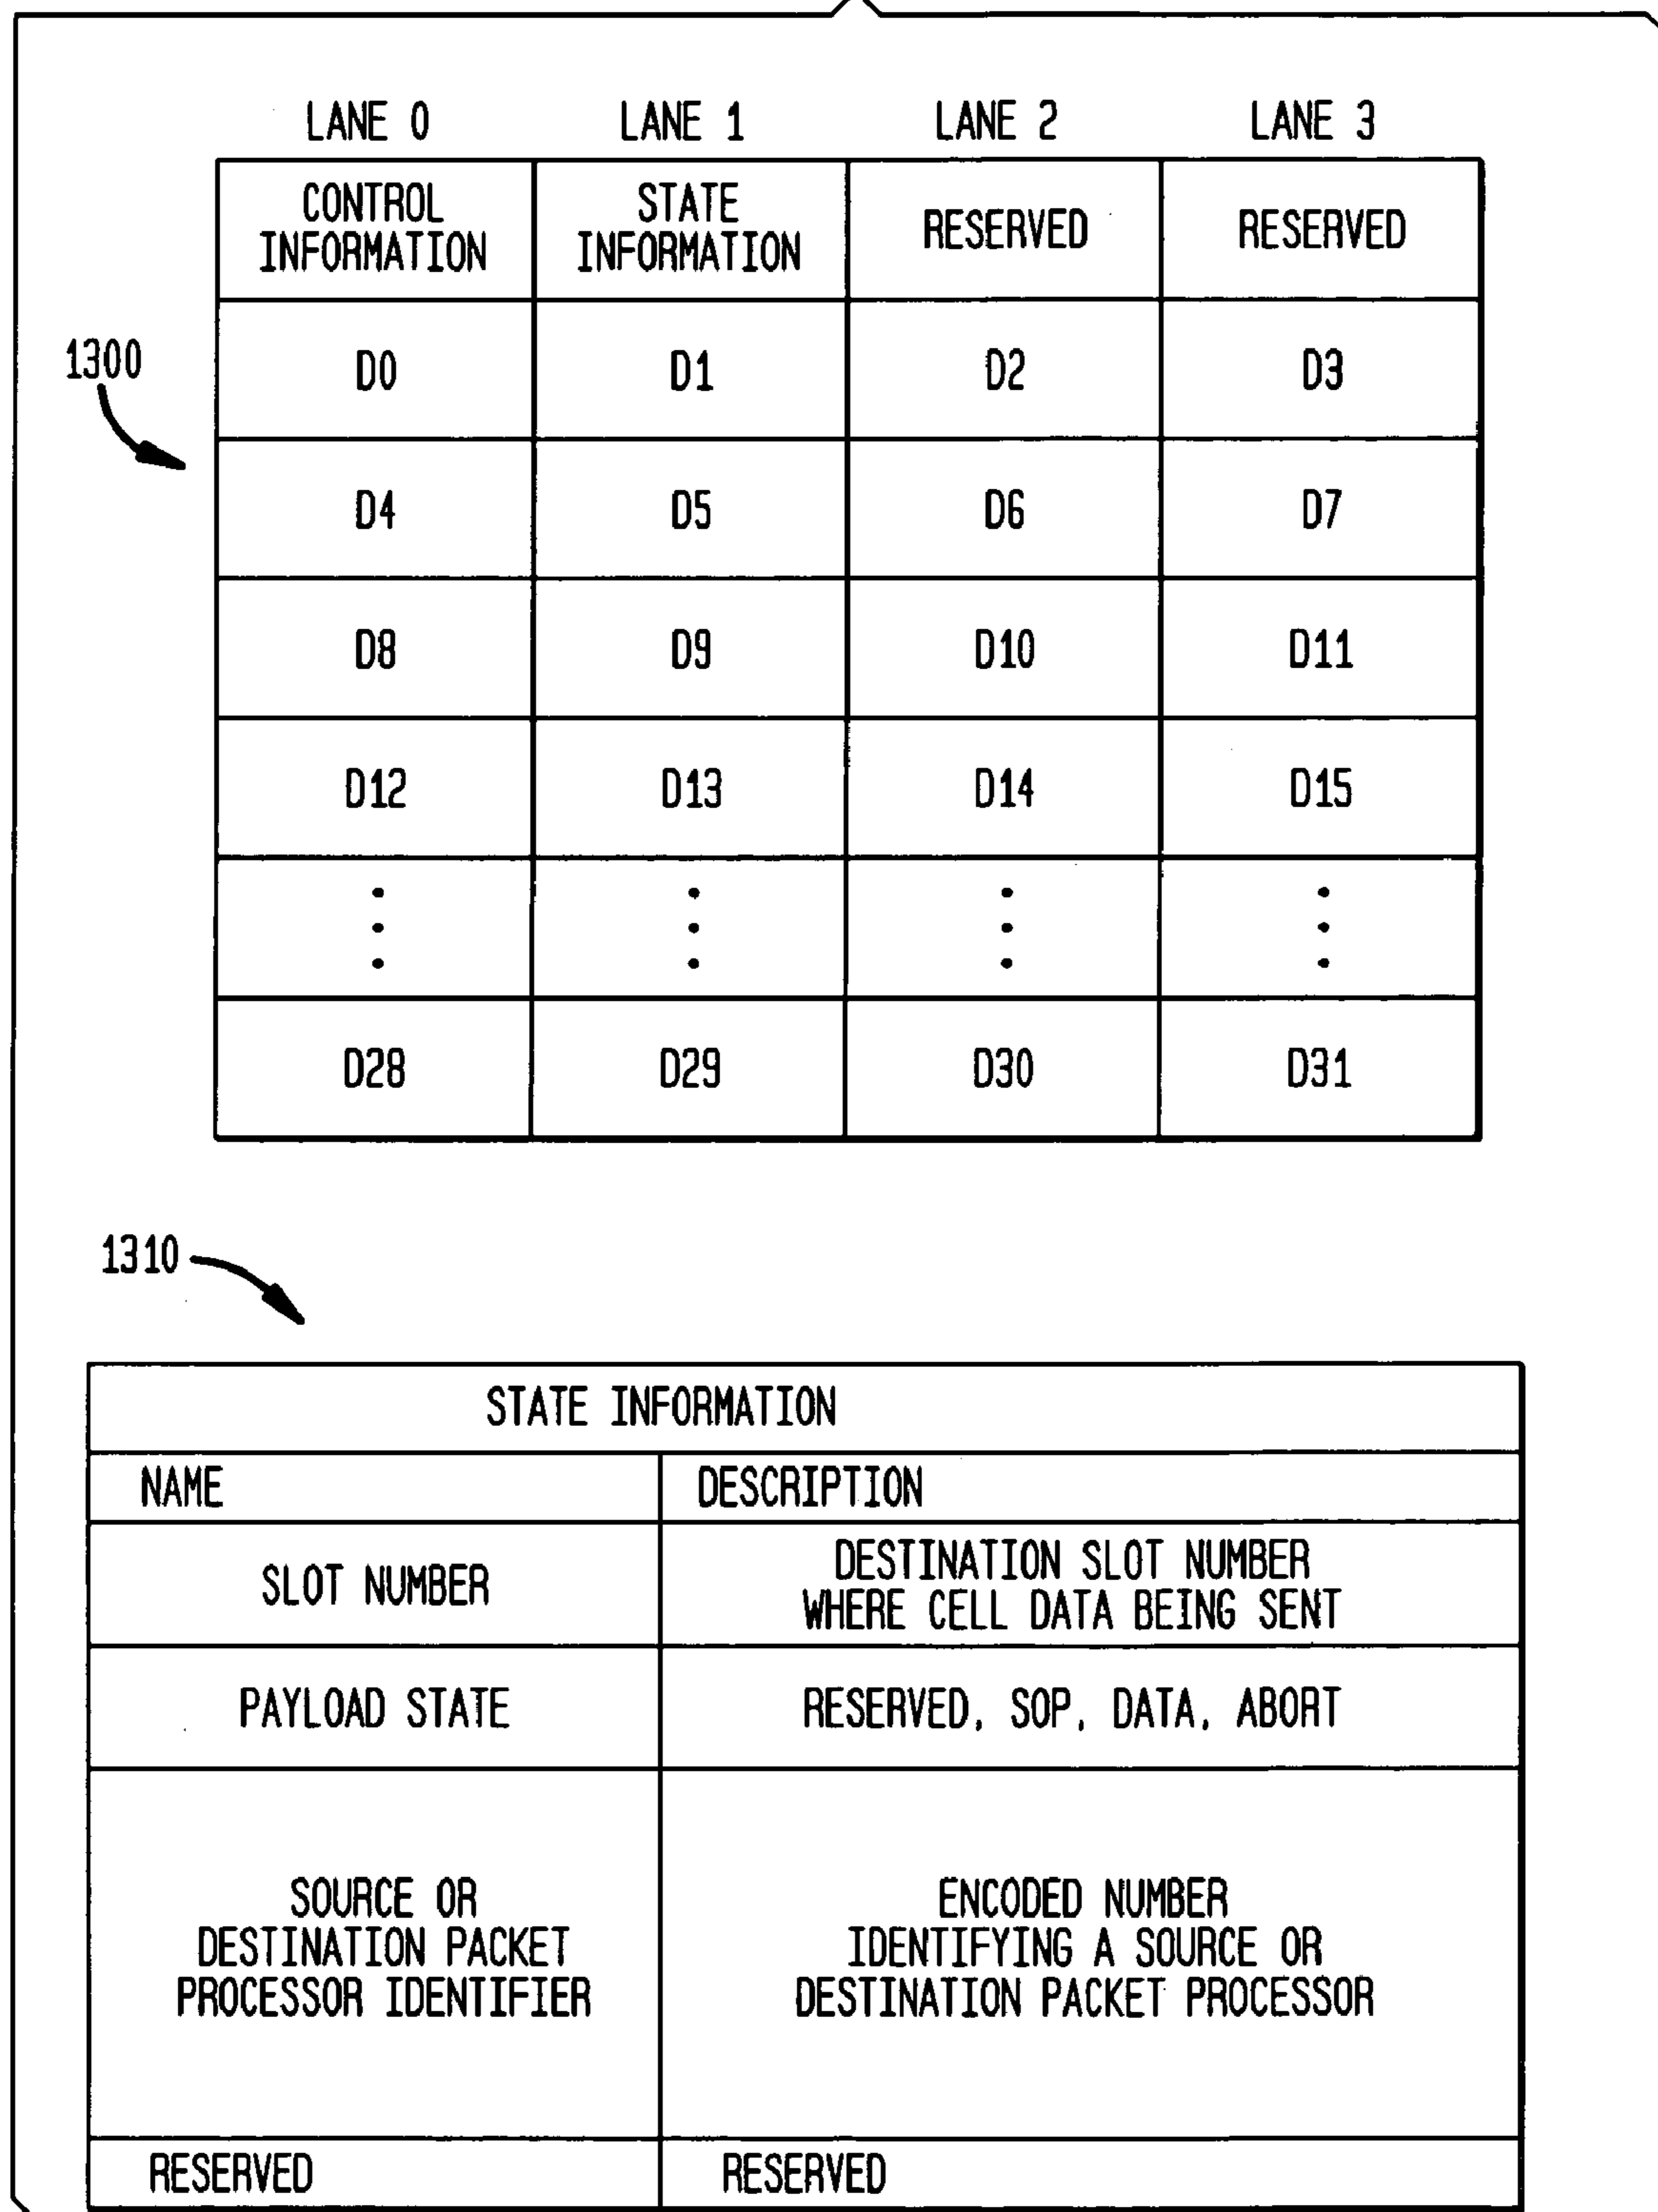 LANE 0 LANE 1 LANE 2 LANE 3
CONTROL INFORMATION STATE INFORMATION RESERVED RESERVED
1300
D0 D1 D2 D3
D4 D5 D6 D7
D8 D9 D10 D11
D12 D13 D14 D15
D28 D29 D30 D31
1310
STATE INFORMATION
NAME DESCRIPTION
SLOT NUMBER
DESTINATION SLOT NUMBER
WHERE CELL DATA BEING SENT
PAYLOAD STATE
RESERVED, SOP, DATA, ABORT
SOURCE OR
DESTINATION PACKET
PROCESSOR IDENTIFIER
ENCODED NUMBER
IDENTIFYING A SOURCE OR
DESTINATION PACKET PROCESSOR
RESERVED RESERVED